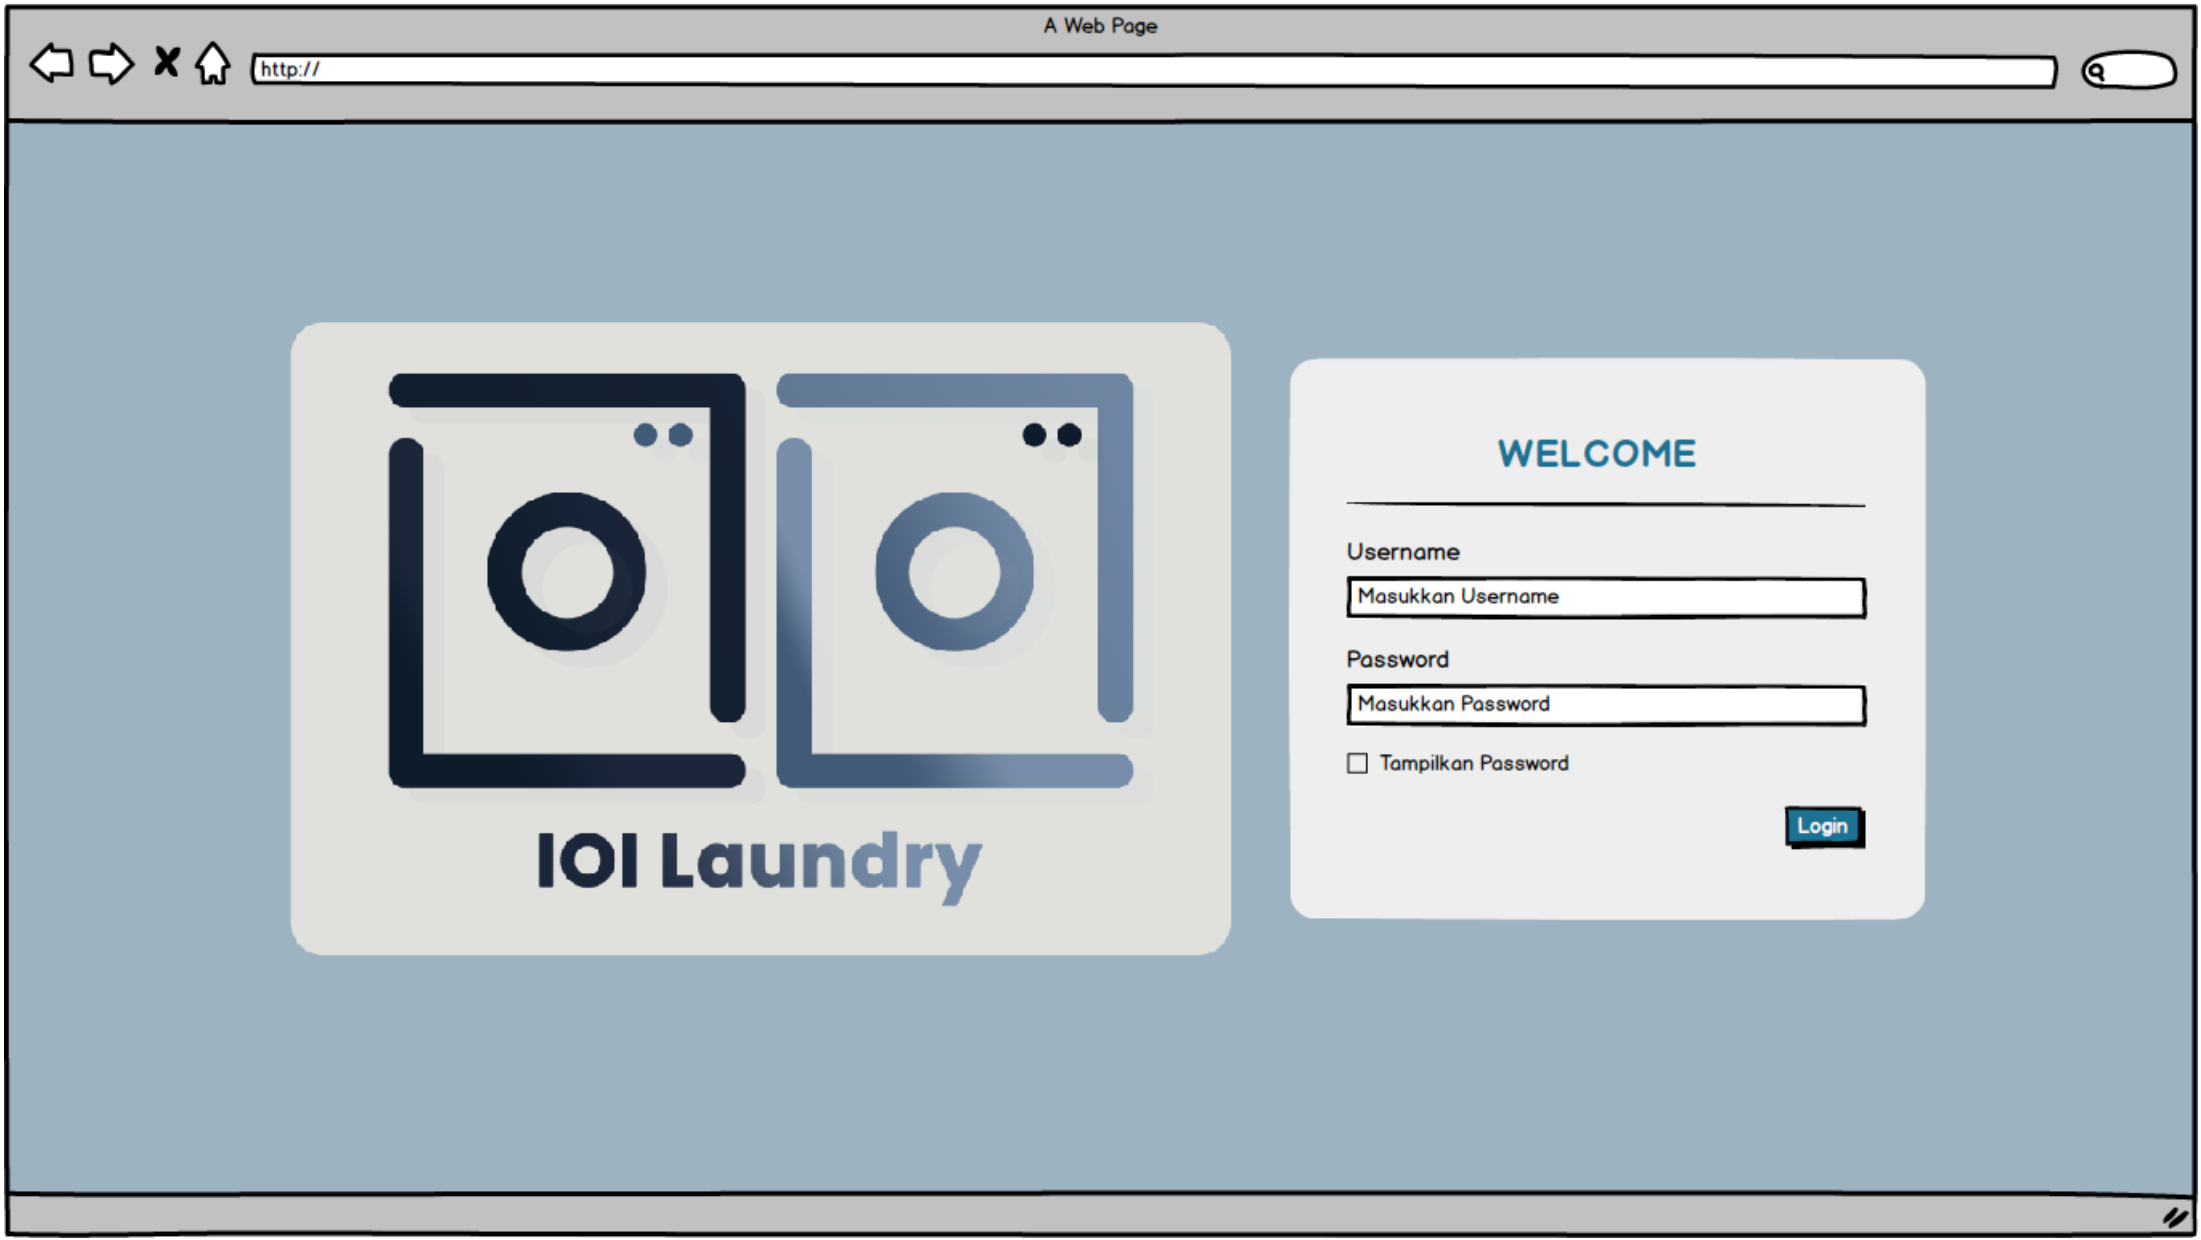 A Web Page
http://
IOI Laundry
WELCOME
Username
Masukkan Username
Password
Masukkan Password
Tampilkan Password
Login